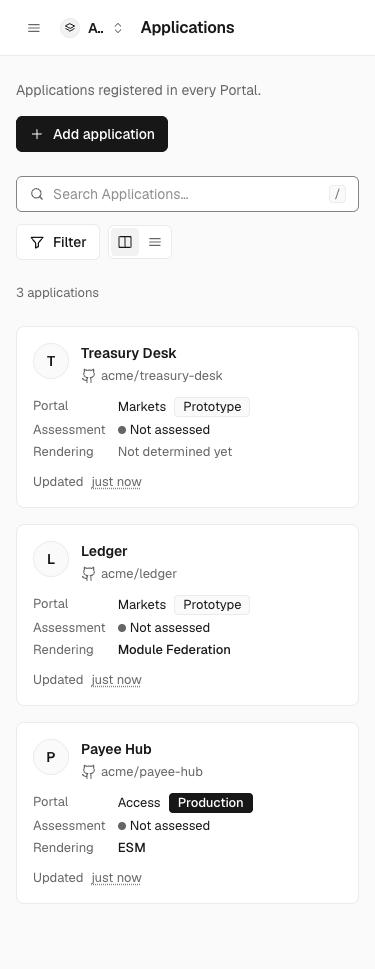 A.. Applications
Applications registered in every Portal.
Add application
Search Applications... /
Filter
3 applications
T Treasury Desk
acme/treasury-desk
Portal Markets Prototype
Assessment Not assessed
Rendering Not determined yet
Updated just now
L Ledger
acme/ledger
Portal Markets Prototype
Assessment Not assessed
Rendering Module Federation
Updated just now
P Payee Hub
acme/payee-hub
Portal Access Production
Assessment Not assessed
Rendering ESM
Updated just now